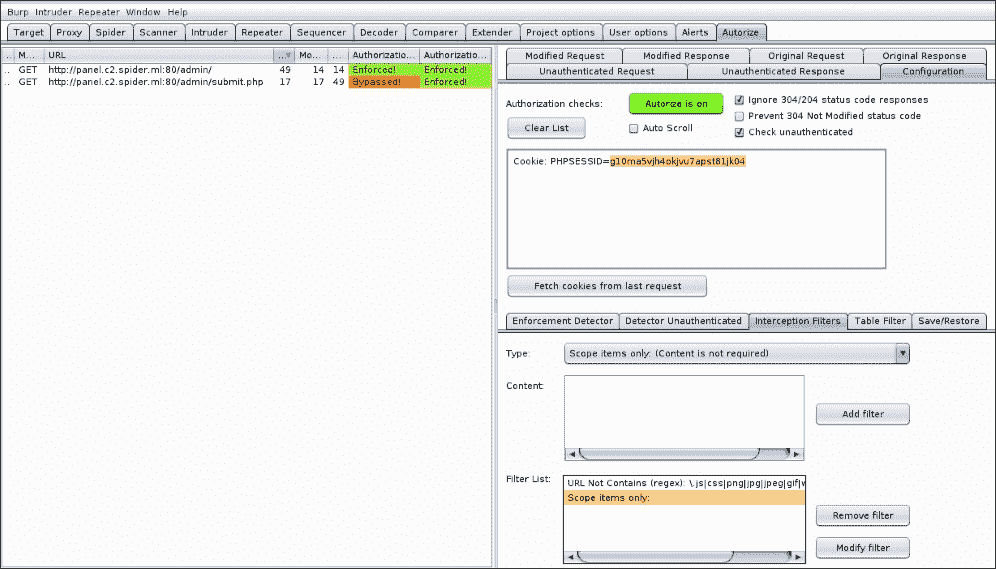 Burp Intruder Repeater Window Help
Target Proxy Spider Scanner Intruder Repeater Sequencer Decoder Comparer Extender Project options User options Alerts Autorize
.. M... URL ...▼ Mo... ... Authorizatio... Authorizatio...
.. GET http://panel.c2.spider.ml:80/admin/ 49 14 14 Enforced! Enforced!
.. GET http://panel.c2.spider.ml:80/admin/submit.php 17 17 49 Bypassed! Enforced!
Modified Request Modified Response Original Request Original Response
Unauthenticated Request Unauthenticated Response Configuration
Authorization checks: Autorize is on Ignore 304/204 status code responses
Prevent 304 Not Modified status code
Clear List Auto Scroll Check unauthenticated
Cookie: PHPSESSID=g10ma5vjh4okjvu7apst81jk04
Fetch cookies from last request
Enforcement Detector Detector Unauthenticated Interception Filters Table Filter Save/Restore
Type: Scope items only: (Content is not required)
Content:
Add filter
Filter List: URL Not Contains (regex): \.js|css|png|jpg|jpeg|gif|w
Scope items only:
Remove filter
Modify filter